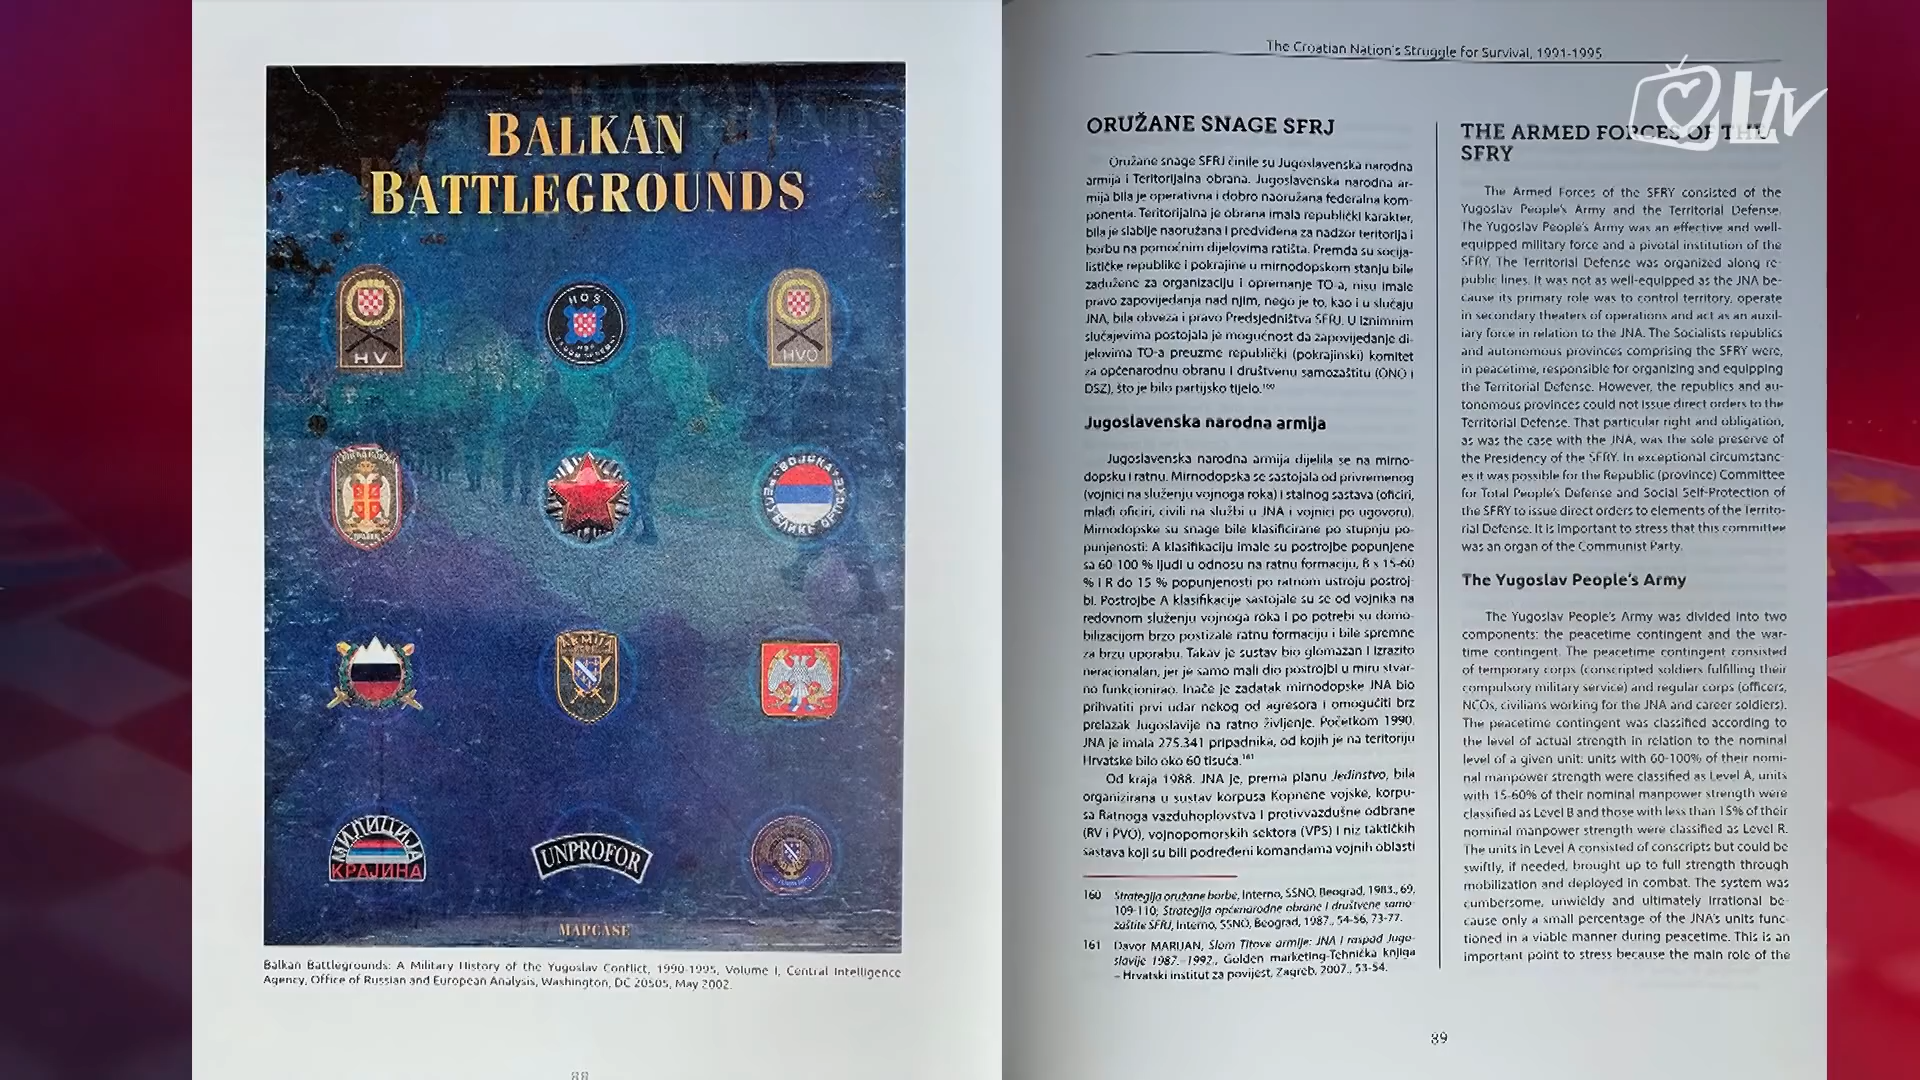 BALKAN
BATTLEGROUNDS
HV
HOS
HVO
АРМИЈА
МИЛИЦИЈА
КРАЈИНА
UNPROFOR
MAPCASE
Balkan Battlegrounds: A Military History of the Yugoslav Conflict, 1990-1995, Volume I, Central Intelligence
Agency, Office of Russian and European Analysis, Washington, DC 20505, May 2002.
88
The Croatian Nation's Struggle for Survival, 1991-1995
Ltv
ORUŽANE SNAGE SFRJ
Oružane snage SFRJ činile su Jugoslavenska narodna
armija i Teritorijalna obrana. Jugoslavenska narodna ar-
mija bila je operativna i dobro naoružana federalna kom-
ponenta. Teritorijalna je obrana imala republički karakter,
bila je slabije naoružana i predviđena za nadzor teritorija i
borbu na pomoćnim dijelovima ratišta. Premda su socija-
lističke republike i pokrajine u mirnodopskom stanju bile
zadužene za organizaciju i opremanje TO-a, nisu imale
pravo zapovijedanja nad njim, nego je to, kao i u slučaju
JNA, bila obveza i pravo Predsjedništva SFRJ. U iznimnim
slučajevima postojala je mogućnost da zapovijedanje di-
jelovima TO-a preuzme republički (pokrajinski) komitet
za općenarodnu obranu i društvenu samozaštitu (ONO i
DSZ), što je bilo partijsko tijelo.160
Jugoslavenska narodna armija
Jugoslavenska narodna armija dijelila se na mirno-
dopsku i ratnu. Mirnodopska se sastojala od privremenog
(vojnici na služenju vojnoga roka) i stalnog sastava (oficiri,
mlađi oficiri, civili na službi u JNA i vojnici po ugovoru).
Mirnodopske su snage bile klasificirane po stupnju po-
punjenosti: A klasifikaciju imale su postrojbe popunjene
sa 60-100 % ljudi u odnosu na ratnu formaciju, B s 15-60
% i R do 15 % popunjenosti po ratnom ustroju postroj-
bi. Postrojbe A klasifikacije sastojale su se od vojnika na
redovnom služenju vojnoga roka i po potrebi su domo-
bilizacijom brzo postizale ratnu formaciju i bile spremne
za brzu uporabu. Takav je sustav bio glomazan i izrazito
neracionalan, jer je samo mali dio postrojbi u miru stvar-
no funkcionirao. Inače je zadatak mirnodopske JNA bio
prihvatiti prvi udar nekog od agresora i omogućiti brz
prelazak Jugoslavije na ratno življenje. Početkom 1990.
JNA je imala 275.341 pripadnika, od kojih je na teritoriju
Hrvatske bilo oko 60 tisuća.161
Od kraja 1988. JNA je, prema planu Jedinstvo, bila
organizirana u sustav korpusa Kopnene vojske, korpu-
sa Ratnoga vazduhoplovstva i protivvazdušne odbrane
(RV i PVO), vojnopomorskih sektora (VPS) i niz taktičkih
sastava koji su bili podređeni komandama vojnih oblasti
160 Strategija oružane borbe, Interno, SSNO, Beograd, 1983., 69,
109-110; Strategija općenarodne obrane i društvene samo-
zaštite SFRJ, Interno, SSNO, Beograd, 1987., 54-56, 73-77.
161 Davor MARIJAN, Slom Titove armije: JNA i raspad Jugo-
slavije 1987.-1992., Golden marketing-Tehnička knjiga
– Hrvatski institut za povijest, Zagreb, 2007., 53-54.
THE ARMED FORCES OF THE
SFRY
The Armed Forces of the SFRY consisted of the
Yugoslav People's Army and the Territorial Defense.
The Yugoslav People's Army was an effective and well-
equipped military force and a pivotal institution of the
SFRY. The Territorial Defense was organized along re-
public lines. It was not as well-equipped as the JNA be-
cause its primary role was to control territory, operate
in secondary theaters of operations and act as an auxil-
iary force in relation to the JNA. The Socialists republics
and autonomous provinces comprising the SFRY were,
in peacetime, responsible for organizing and equipping
the Territorial Defense. However, the republics and au-
tonomous provinces could not issue direct orders to the
Territorial Defense. That particular right and obligation,
as was the case with the JNA, was the sole preserve of
the Presidency of the SFRY. In exceptional circumstanc-
es it was possible for the Republic (province) Committee
for Total People's Defense and Social Self-Protection of
the SFRY to issue direct orders to elements of the Territo-
rial Defense. It is important to stress that this committee
was an organ of the Communist Party.
The Yugoslav People's Army
The Yugoslav People's Army was divided into two
components: the peacetime contingent and the war-
time contingent. The peacetime contingent consisted
of temporary corps (conscripted soldiers fulfilling their
compulsory military service) and regular corps (officers,
NCOs, civilians working for the JNA and career soldiers).
The peacetime contingent was classified according to
the level of actual strength in relation to the nominal
level of a given unit: units with 60-100% of their nomi-
nal manpower strength were classified as Level A, units
with 15-60% of their nominal manpower strength were
classified as Level B and those with less than 15% of their
nominal manpower strength were classified as Level R.
The units in Level A consisted of conscripts but could be
swiftly, if needed, brought up to full strength through
mobilization and deployed in combat. The system was
cumbersome, unwieldy and ultimately irrational be-
cause only a small percentage of the JNA's units func-
tioned in a viable manner during peacetime. This is an
important point to stress because the main role of the
89